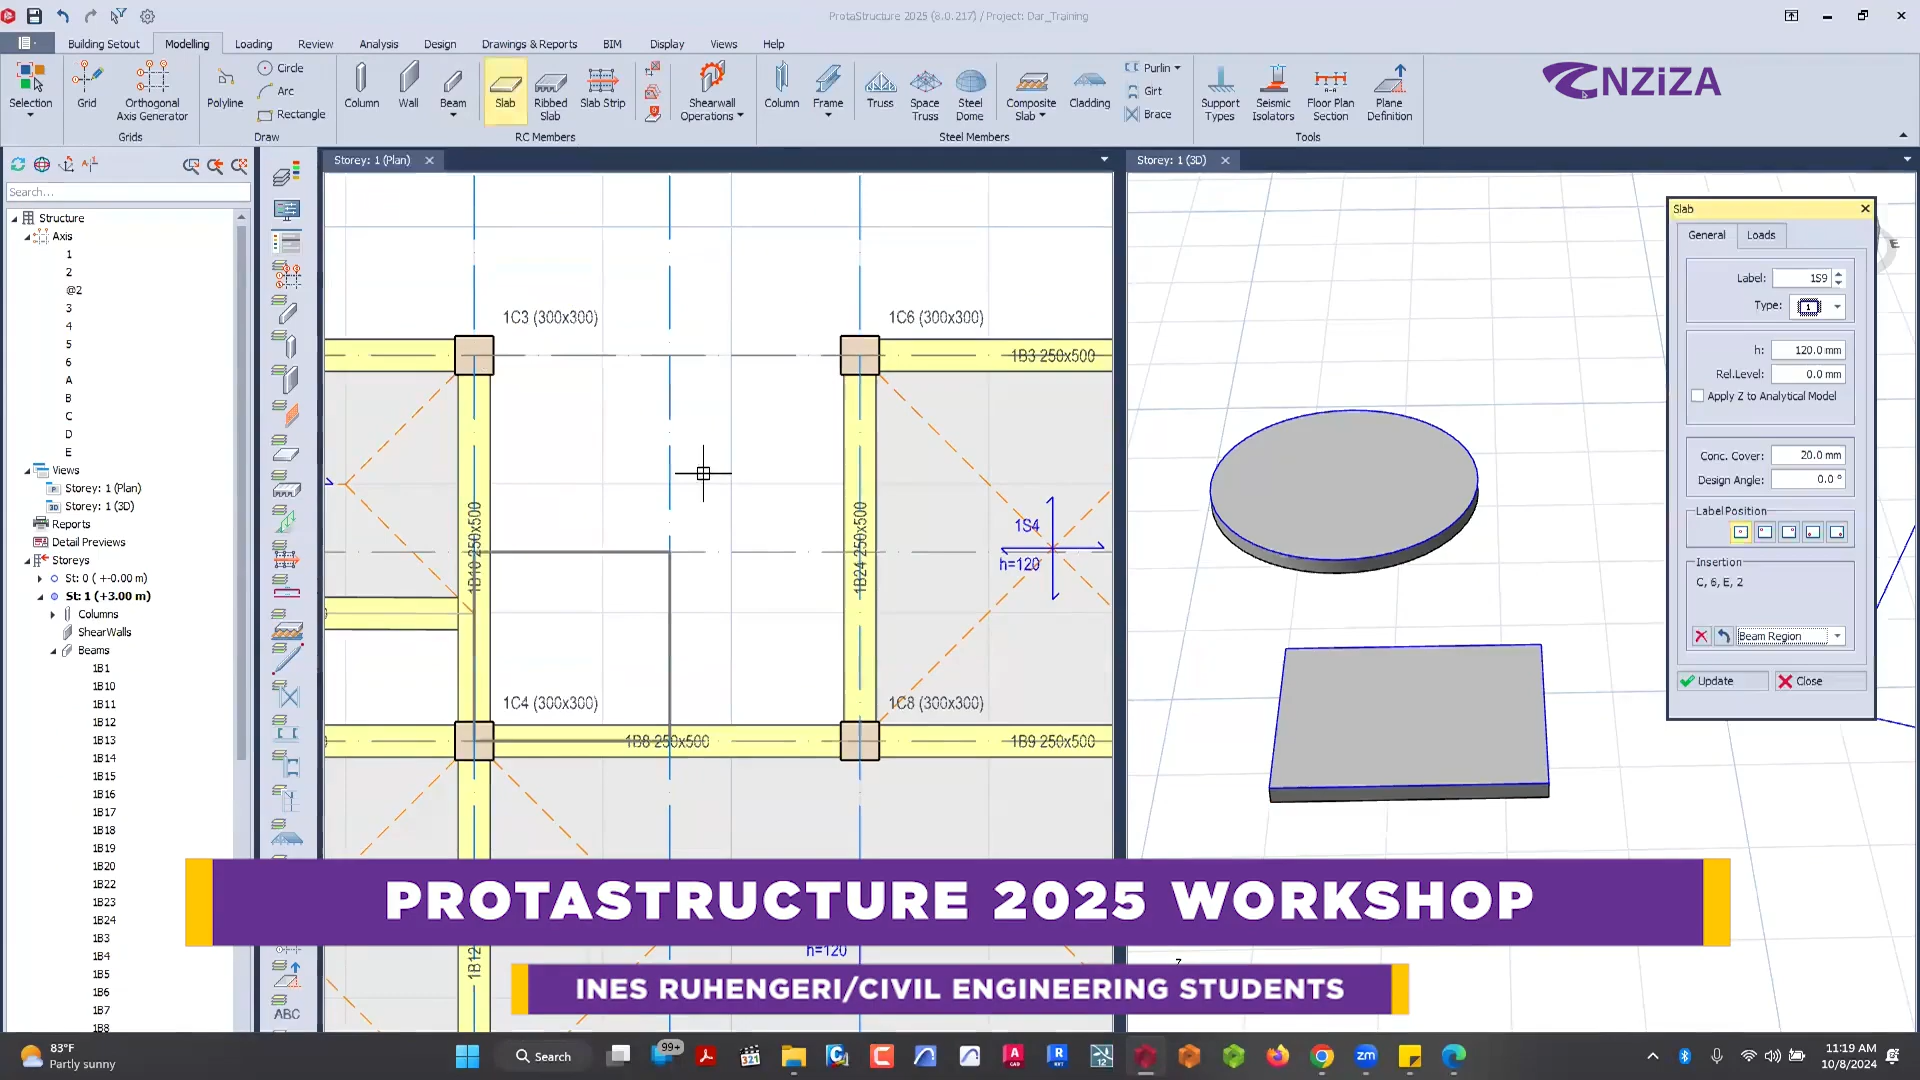 ProtaStructure 2025 (8.0.217) / Project: Dar_Training
Building Setout
Modelling
Loading
Review
Analysis
Design
Drawings & Reports
BIM
Display
Views
Help
Selection
Grid
Orthogonal
Axis Generator
Grids
Polyline
Circle
Arc
Rectangle
Draw
Column
Wall
Beam
Slab
Ribbed
Slab
Slab Strip
RC Members
Shearwall
Operations
Column
Frame
Truss
Space
Truss
Steel
Dome
Composite
Slab
Cladding
Purlin
Girt
Brace
Steel Members
Support
Types
Seismic
Isolators
Floor Plan
Section
Plane
Definition
Tools
ENZiZA
Search...
Structure
Axis
1
2
@2
3
4
5
6
A
B
C
D
E
Views
Storey: 1 (Plan)
Storey: 1 (3D)
Reports
Detail Previews
Storeys
St: 0 ( +-0.00 m)
St: 1 (+3.00 m)
Columns
ShearWalls
Beams
1B1
1B10
1B11
1B12
1B13
1B14
1B15
1B16
1B17
1B18
1B19
1B20
1B22
1B23
1B24
1B3
1B4
1B5
1B6
1B7
1B8
ABC
Storey: 1 (Plan)
1C3 (300x300)
1C6 (300x300)
1B3 250x500
1B10 250x500
1B24 250x500
1S4
h=120
1C4 (300x300)
1C8 (300x300)
1B8 250x500
1B9 250x500
1B12
h=120
Storey: 1 (3D)
Slab
General
Loads
Label:
1S9
Type:
1
h:
120.0 mm
Rel.Level:
0.0 mm
Apply Z to Analytical Model
Conc. Cover:
20.0 mm
Design Angle:
0.0 °
Label Position
Insertion
C, 6, E, 2
Beam Region
Update
Close
PROTASTRUCTURE 2025 WORKSHOP
INES RUHENGERI/CIVIL ENGINEERING STUDENTS
83°F
Partly sunny
Search
99+
321
zm
11:19 AM
10/8/2024